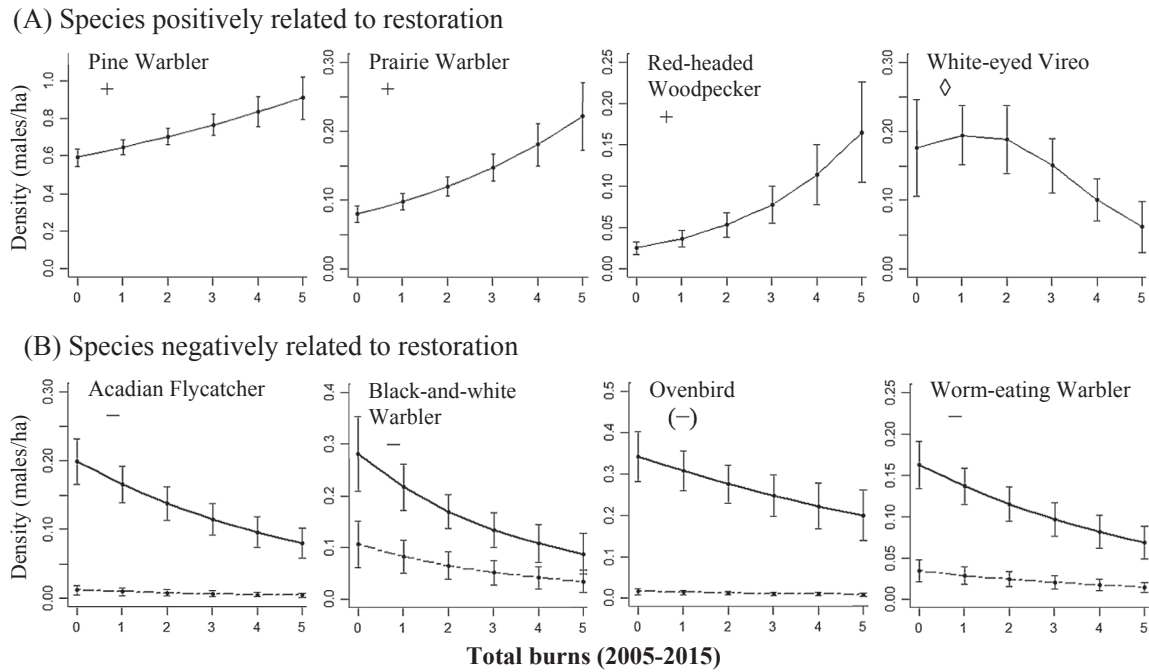 (A) Species positively related to restoration
Pine Warbler
+
Prairie Warbler
+
Red-headed
Woodpecker
+
White-eyed Vireo
◊
Density (males/ha)
0.0 0.2 0.4 0.6 0.8 1.0
0.00 0.10 0.20 0.30
0.00 0.05 0.10 0.15 0.20 0.25
0.00 0.10 0.20 0.30
0 1 2 3 4 5
0 1 2 3 4 5
0 1 2 3 4 5
0 1 2 3 4 5
(B) Species negatively related to restoration
Acadian Flycatcher
−
Black-and-white
Warbler
−
Ovenbird
(−)
Worm-eating Warbler
−
Density (males/ha)
0.00 0.10 0.20 0.30
0.0 0.1 0.2 0.3 0.4
0.0 0.1 0.2 0.3 0.4 0.5
0.00 0.05 0.10 0.15 0.20 0.25
0 1 2 3 4 5
0 1 2 3 4 5
0 1 2 3 4 5
0 1 2 3 4 5
Total burns (2005-2015)